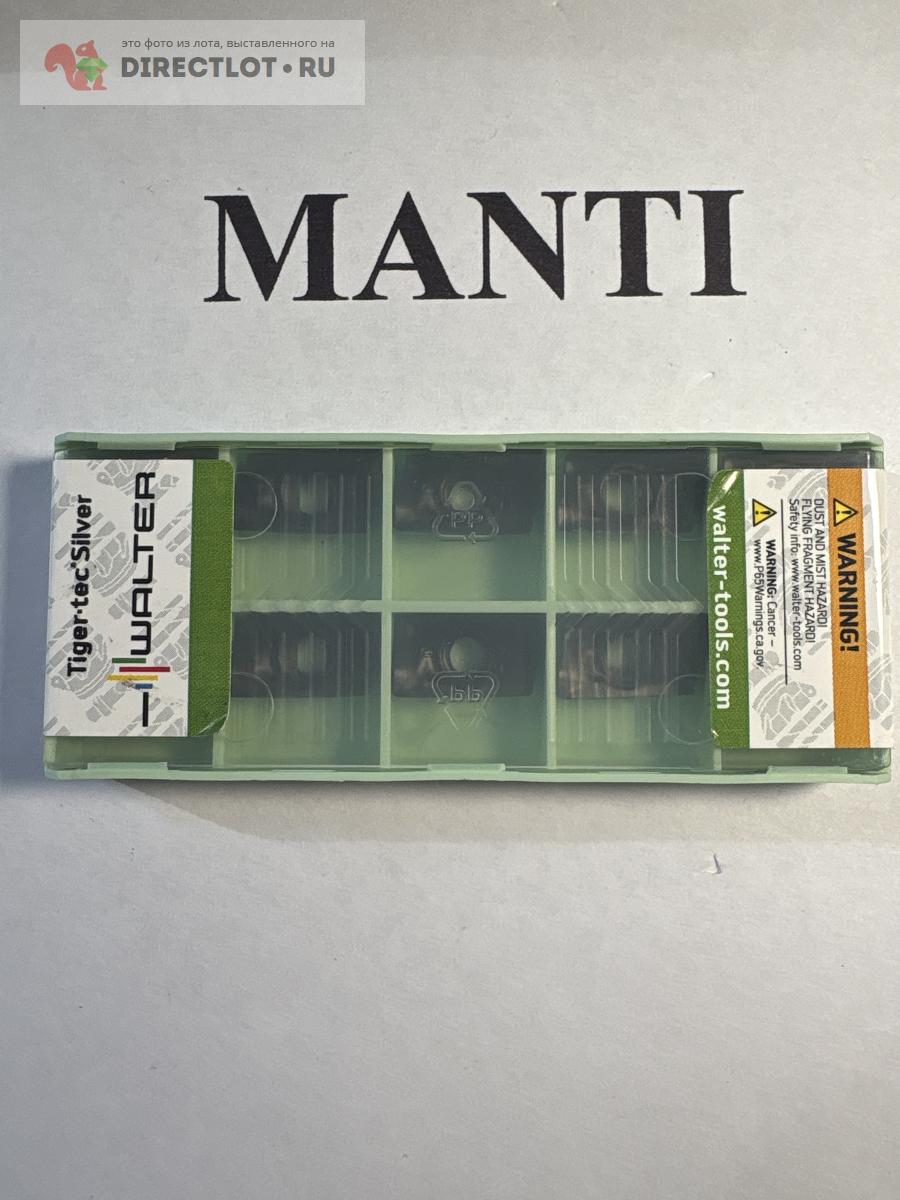 это фото из лота, выставленного на
DIRECTLOT•RU
MANTI
Tiger·tec® Silver
WALTER
PP
PP
walter-tools.com
WARNING!
DUST AND MIST HAZARD!
FLYING FRAGMENT HAZARD!
Safety info: www.walter-tools.com
WARNING: Cancer –
www.P65Warnings.ca.gov